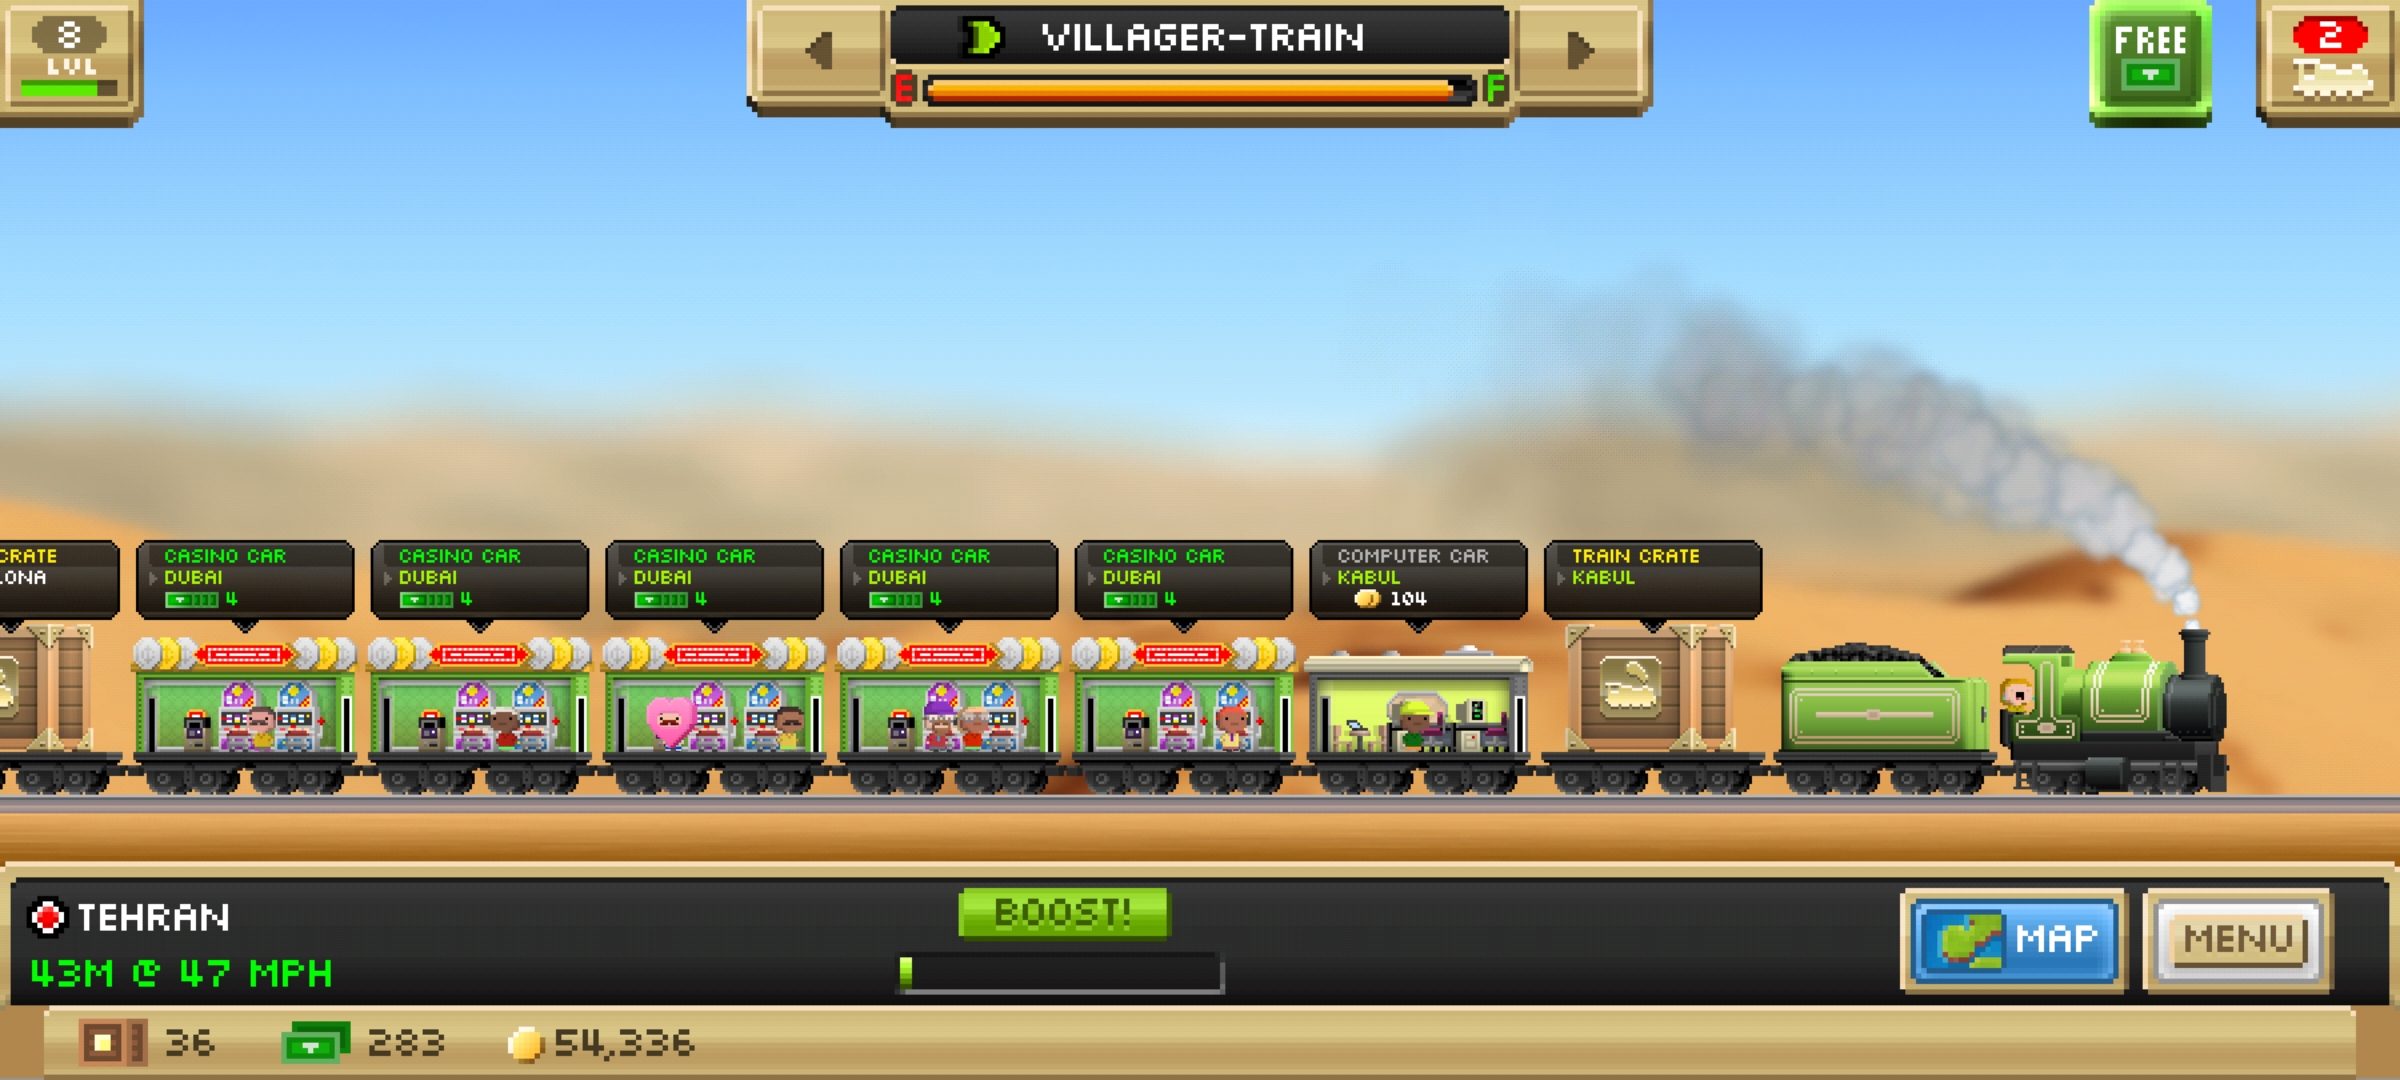 8
LVL
VILLAGER-TRAIN
E F
FREE
2
CRATE
LONA
CASINO CAR
DUBAI
4
CASINO CAR
DUBAI
4
CASINO CAR
DUBAI
4
CASINO CAR
DUBAI
4
CASINO CAR
DUBAI
4
COMPUTER CAR
KABUL
104
TRAIN CRATE
KABUL
TEHRAN
43M @ 47 MPH
BOOST!
MAP
MENU
36
283
54,336